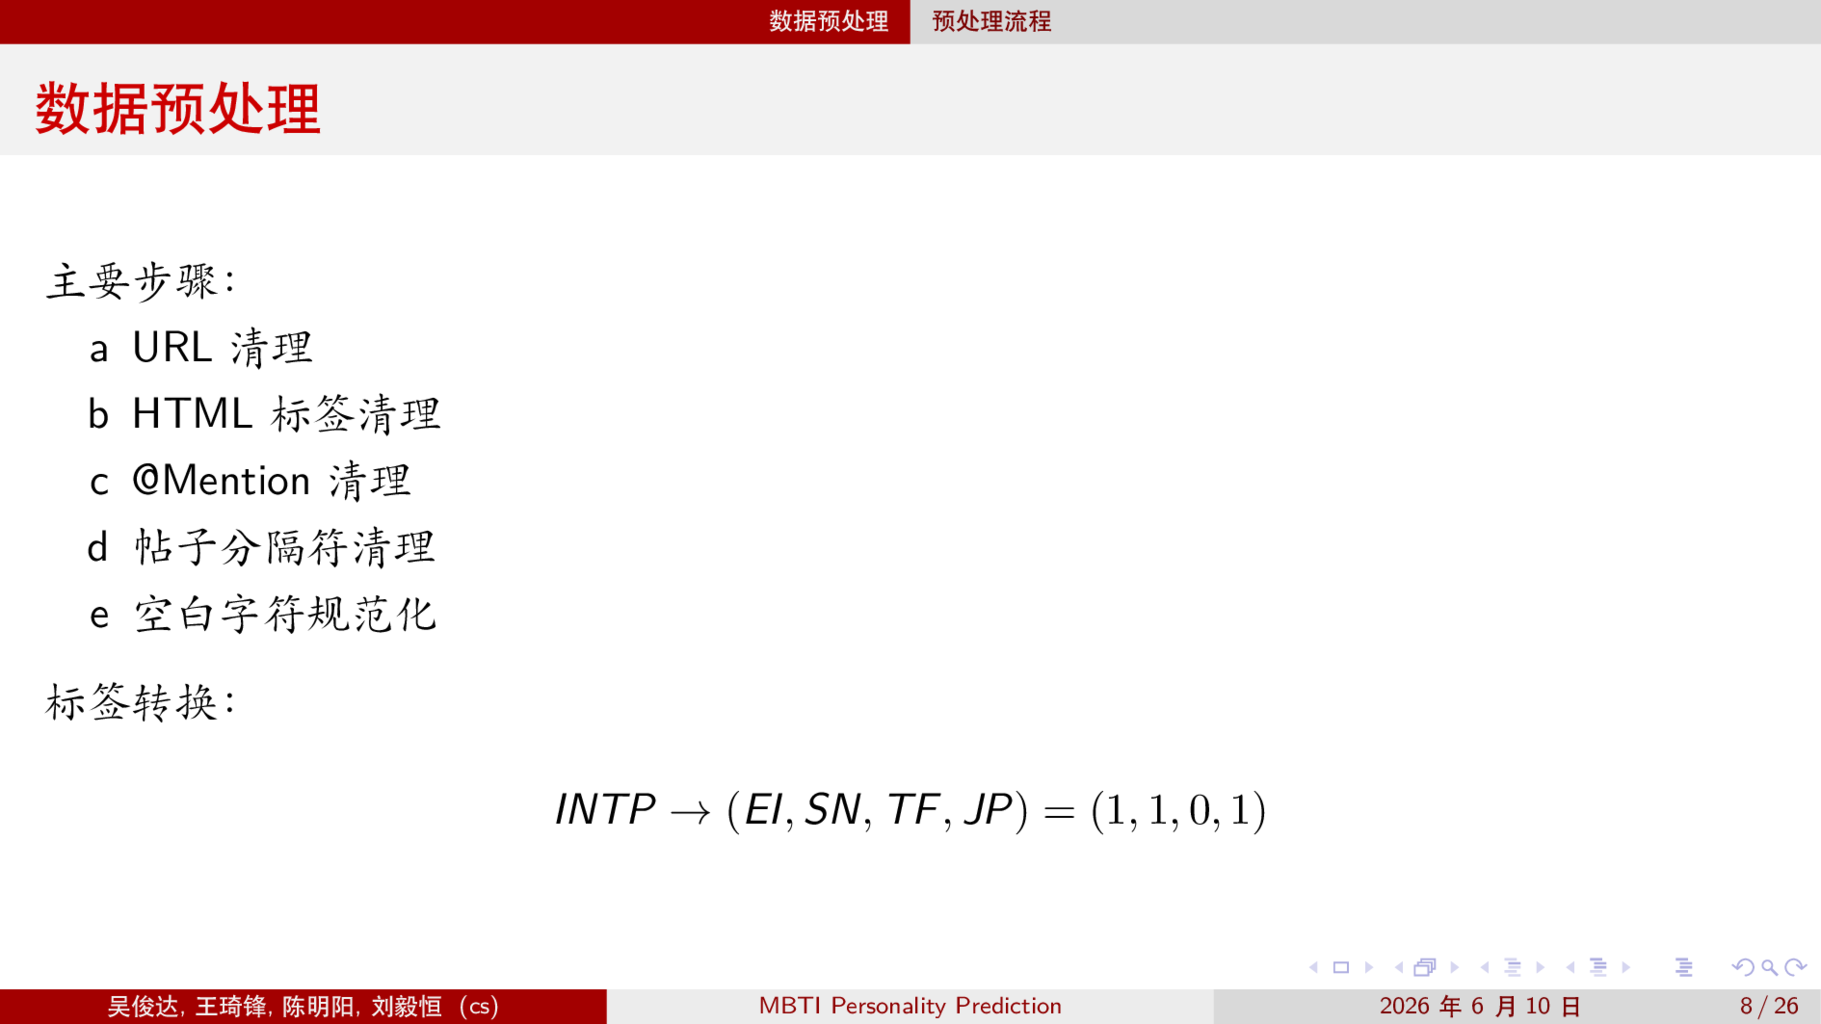 数据预处理 预处理流程
数据预处理
主要步骤：
a URL 清理
b HTML 标签清理
c @Mention 清理
d 帖子分隔符清理
e 空白字符规范化
标签转换：
INTP → (EI, SN, TF, JP) = (1, 1, 0, 1)
吴俊达, 王琦锋, 陈明阳, 刘毅恒 (cs) MBTI Personality Prediction 2026 年 6 月 10 日 8 / 26